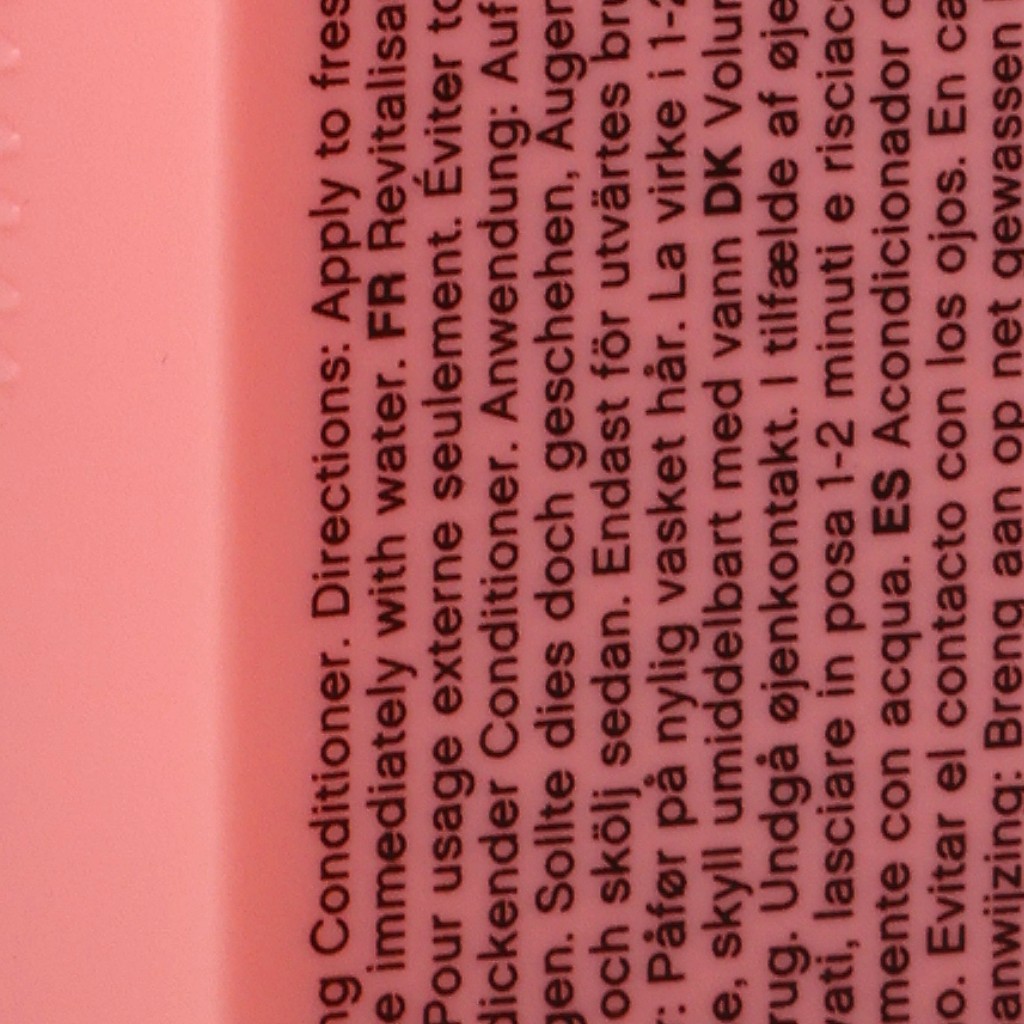 ng Conditioner. Directions: Apply to fres
e immediately with water. FR Revitalisa
Pour usage externe seulement. Éviter to
dickender Conditioner. Anwendung: Auf
gen. Sollte dies doch geschehen, Augen
och skölj sedan. Endast för utvärtes bru
: Påfør på nylig vasket hår. La virke i 1-2
e, skyll umiddelbart med vann DK Volum
rug. Undgå øjenkontakt. I tilfælde af øje
vati, lasciare in posa 1-2 minuti e risciacq
mente con acqua. ES Acondicionador
o. Evitar el contacto con los ojos. En ca
anwijzing: Breng aan op net gewassen